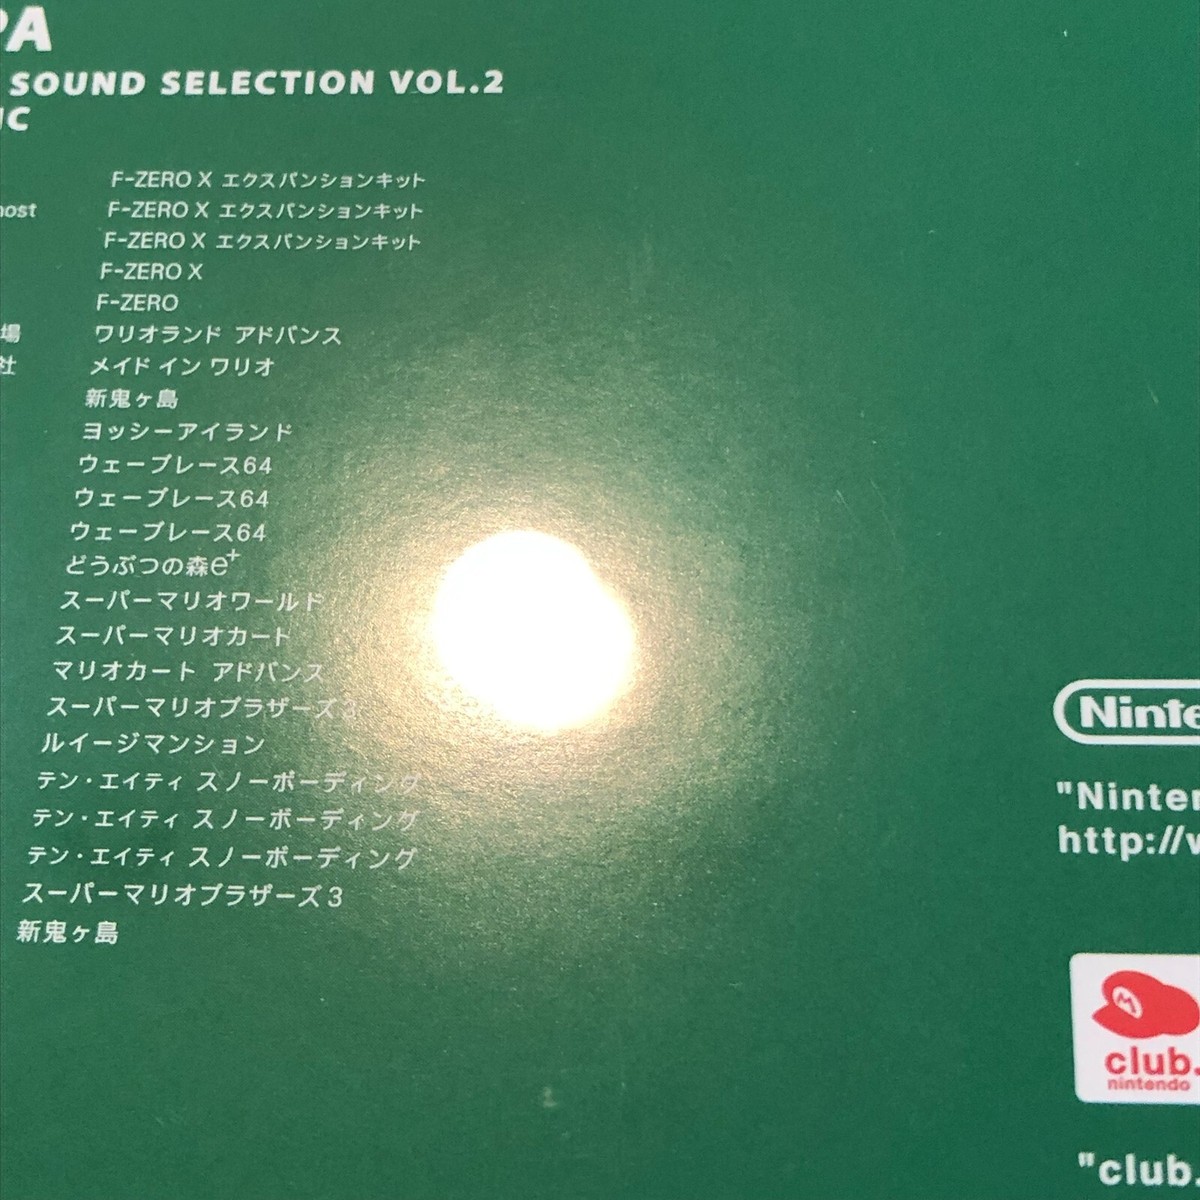 PA
SOUND SELECTION VOL.2
IC
F-ZERO X エクスパンションキット
host F-ZERO X エクスパンションキット
F-ZERO X エクスパンションキット
F-ZERO X
F-ZERO
場 ワリオランド アドバンス
社 メイド イン ワリオ
新鬼ヶ島
ヨッシーアイランド
ウェーブレース64
ウェーブレース64
ウェーブレース64
どうぶつの森e+
スーパーマリオワールド
スーパーマリオカート
マリオカート アドバンス
スーパーマリオブラザーズ3
ルイージマンション
テン・エイティ スノーボーディング
テン・エイティ スノーボーディング
テン・エイティ スノーボーディング
スーパーマリオブラザーズ3
新鬼ヶ島
Ninte
"Ninten
http://w
M
club.
nintendo
"club.